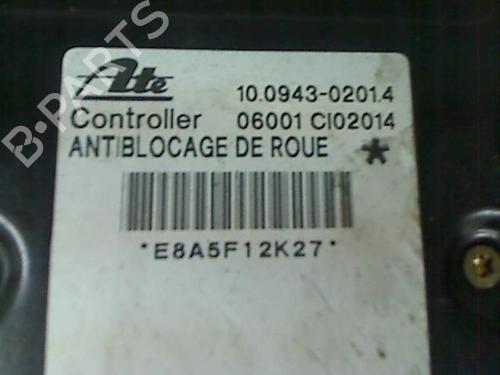 B-PARTS
Ate 10.0943-0201.4
Controller 06001 CI02014
ANTIBLOCAGE DE ROUE *
*E8A5F12K27*